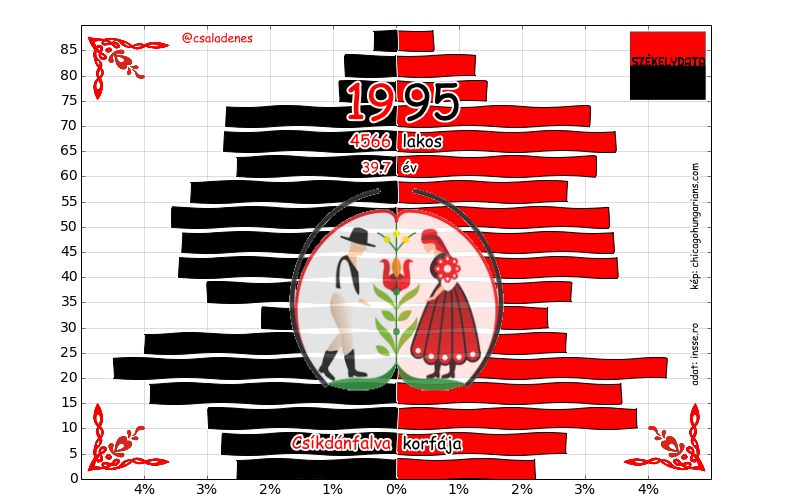 @csaladenes
SZÉKELYDATA
1995
4566 lakos
39.7 év
kép: chicagohungarians.com
adat: insse.ro
Csíkdánfalva korfája
85
80
75
70
65
60
55
50
45
40
35
30
25
20
15
10
5
0
4% 3% 2% 1% 0% 1% 2% 3% 4%